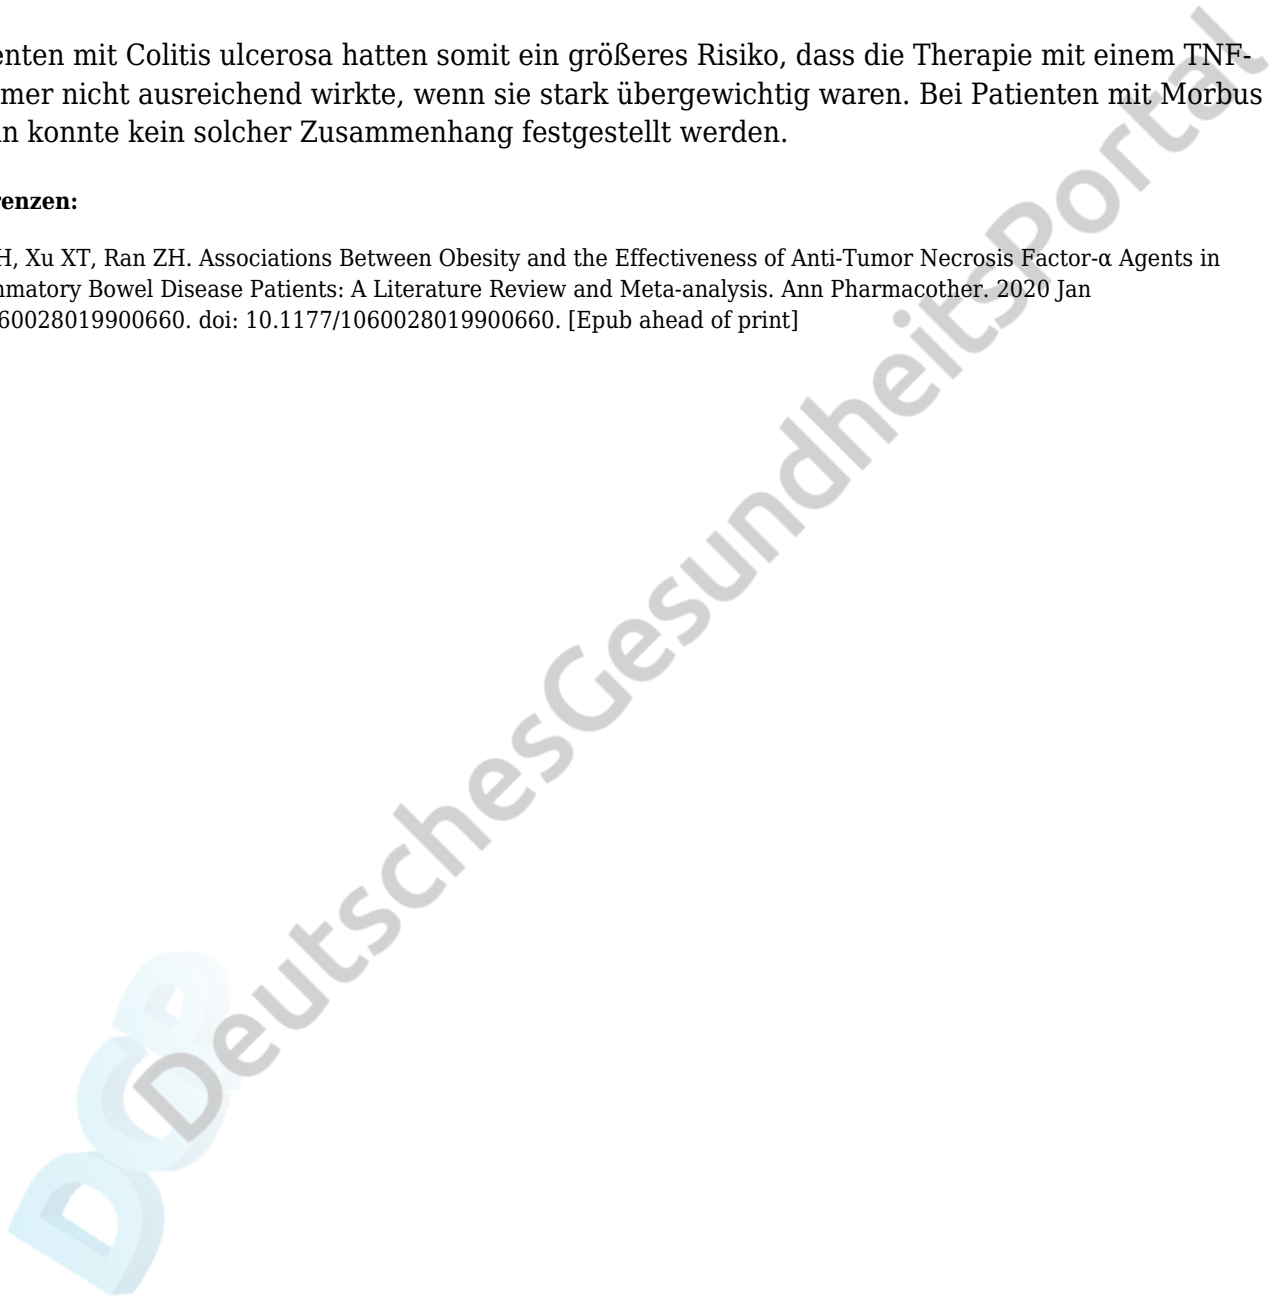 enten mit Colitis ulcerosa hatten somit ein größeres Risiko, dass die Therapie mit einem TNF-
mer nicht ausreichend wirkte, wenn sie stark übergewichtig waren. Bei Patienten mit Morbus
n konnte kein solcher Zusammenhang festgestellt werden.
renzen:
H, Xu XT, Ran ZH. Associations Between Obesity and the Effectiveness of Anti-Tumor Necrosis Factor-α Agents in
mmatory Bowel Disease Patients: A Literature Review and Meta-analysis. Ann Pharmacother. 2020 Jan
60028019900660. doi: 10.1177/1060028019900660. [Epub ahead of print]
DeutschesGesundheitsPortal
DGP